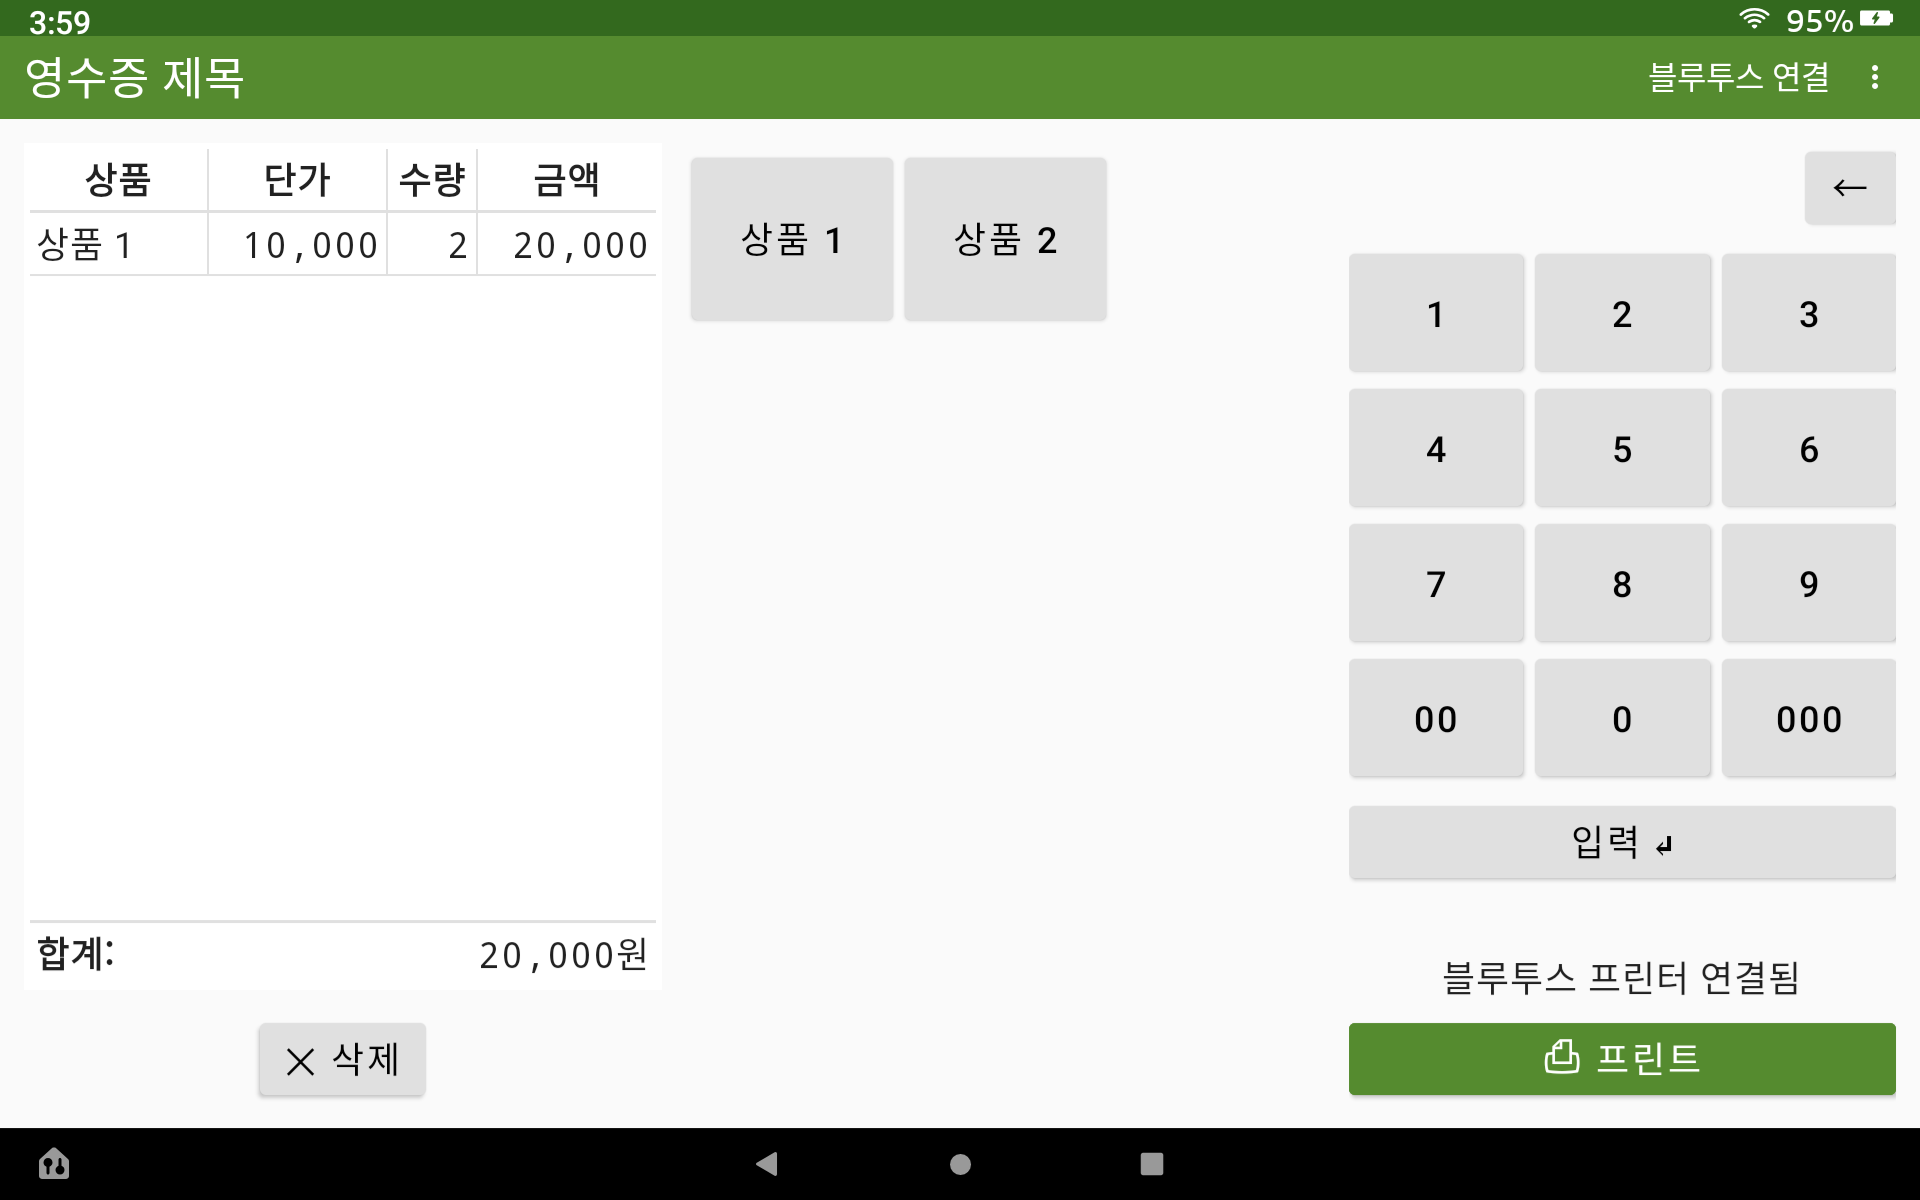 3:59
95%
영수증 제목
블루투스 연결
상품 단가 수량 금액
상품 1 10,000 2 20,000
합계: 20,000원
× 삭제
상품 1
상품 2
←
1 2 3
4 5 6
7 8 9
00 0 000
입력 ↲
블루투스 프린터 연결됨
프린트